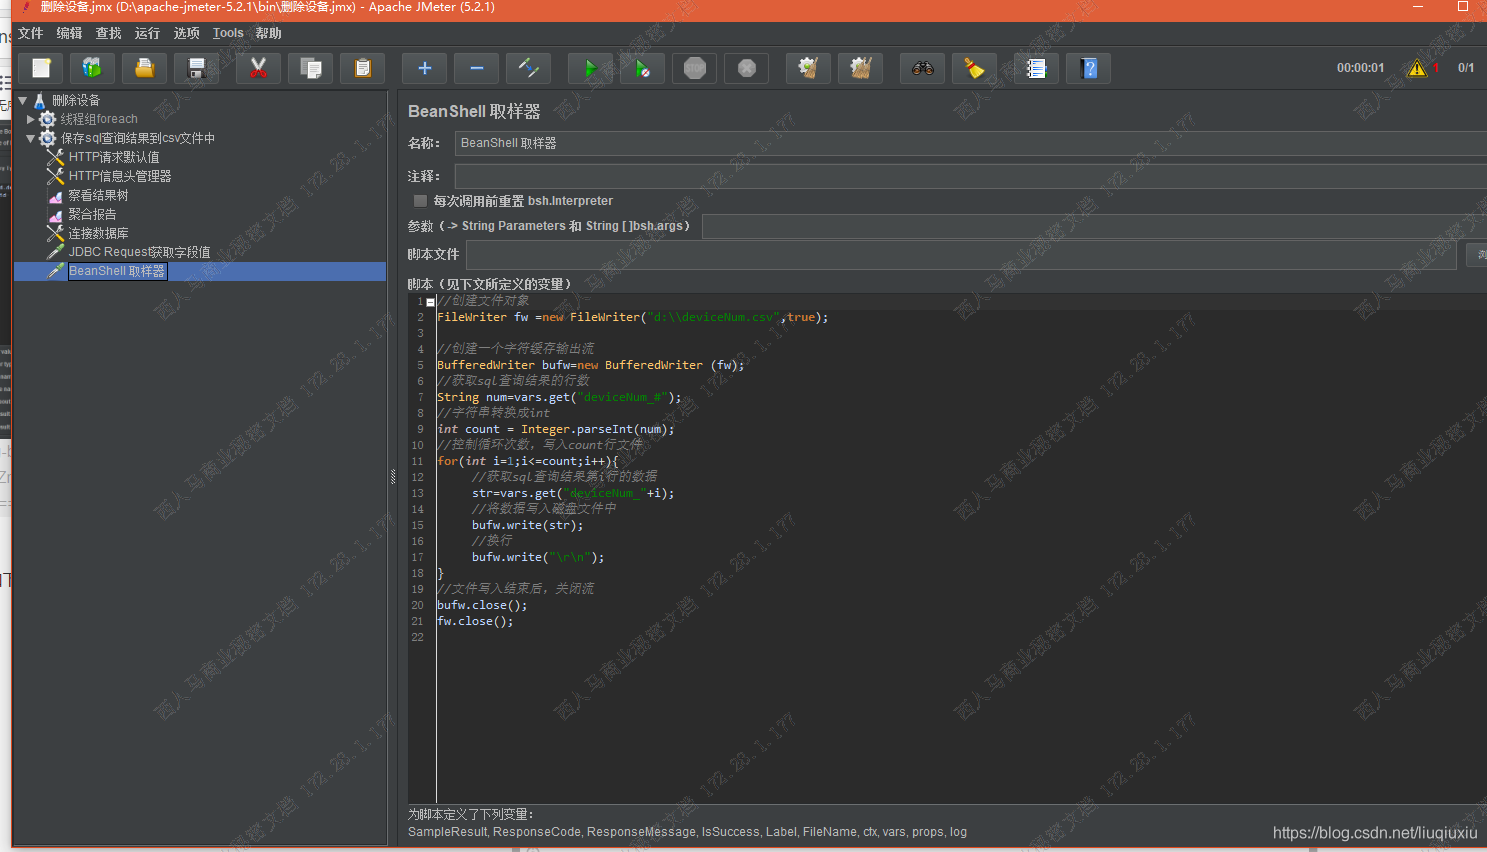 删除设备.jmx (D:\apache-jmeter-5.2.1\bin\删除设备.jmx) - Apache JMeter (5.2.1)
文件 编辑 查找 运行 选项 Tools 帮助
STOP
00:00:01 1 0/1
删除设备
线程组foreach
保存sql查询结果到csv文件中
HTTP请求默认值
HTTP信息头管理器
察看结果树
聚合报告
连接数据库
JDBC Request获取字段值
BeanShell 取样器
BeanShell 取样器
名称: BeanShell 取样器
注释:
每次调用前重置 bsh.Interpreter
参数（-> String Parameters 和 String [ ]bsh.args）
脚本文件
脚本（见下文所定义的变量）
1 //创建文件对象
2 FileWriter fw =new FileWriter("d:\\deviceNum.csv",true);
3
4 //创建一个字符缓存输出流
5 BufferedWriter bufw=new BufferedWriter (fw);
6 //获取sql查询结果的行数
7 String num=vars.get("deviceNum_#");
8 //字符串转换成int
9 int count = Integer.parseInt(num);
10 //控制循环次数，写入count行文件
11 for(int i=1;i<=count;i++){
12 //获取sql查询结果第i行的数据
13 str=vars.get("deviceNum_"+i);
14 //将数据写入磁盘文件中
15 bufw.write(str);
16 //换行
17 bufw.write("\r\n");
18 }
19 //文件写入结束后，关闭流
20 bufw.close();
21 fw.close();
22
为脚本定义了下列变量:
SampleResult, ResponseCode, ResponseMessage, IsSuccess, Label, FileName, ctx, vars, props, log
https://blog.csdn.net/liuqiuxiu